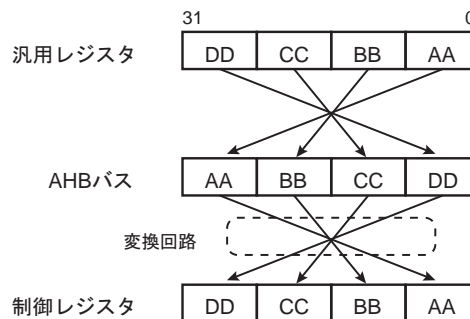 31 0
汎用レジスタ DD CC BB AA
AHBバス AA BB CC DD
変換回路
制御レジスタ DD CC BB AA